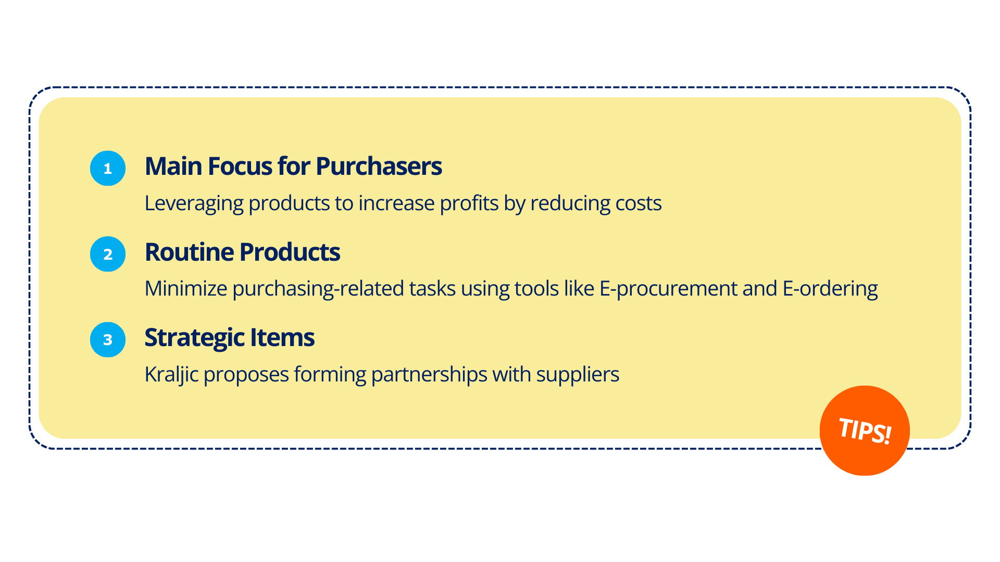 1 Main Focus for Purchasers
Leveraging products to increase profits by reducing costs
2 Routine Products
Minimize purchasing-related tasks using tools like E-procurement and E-ordering
3 Strategic Items
Kraljic proposes forming partnerships with suppliers
TIPS!